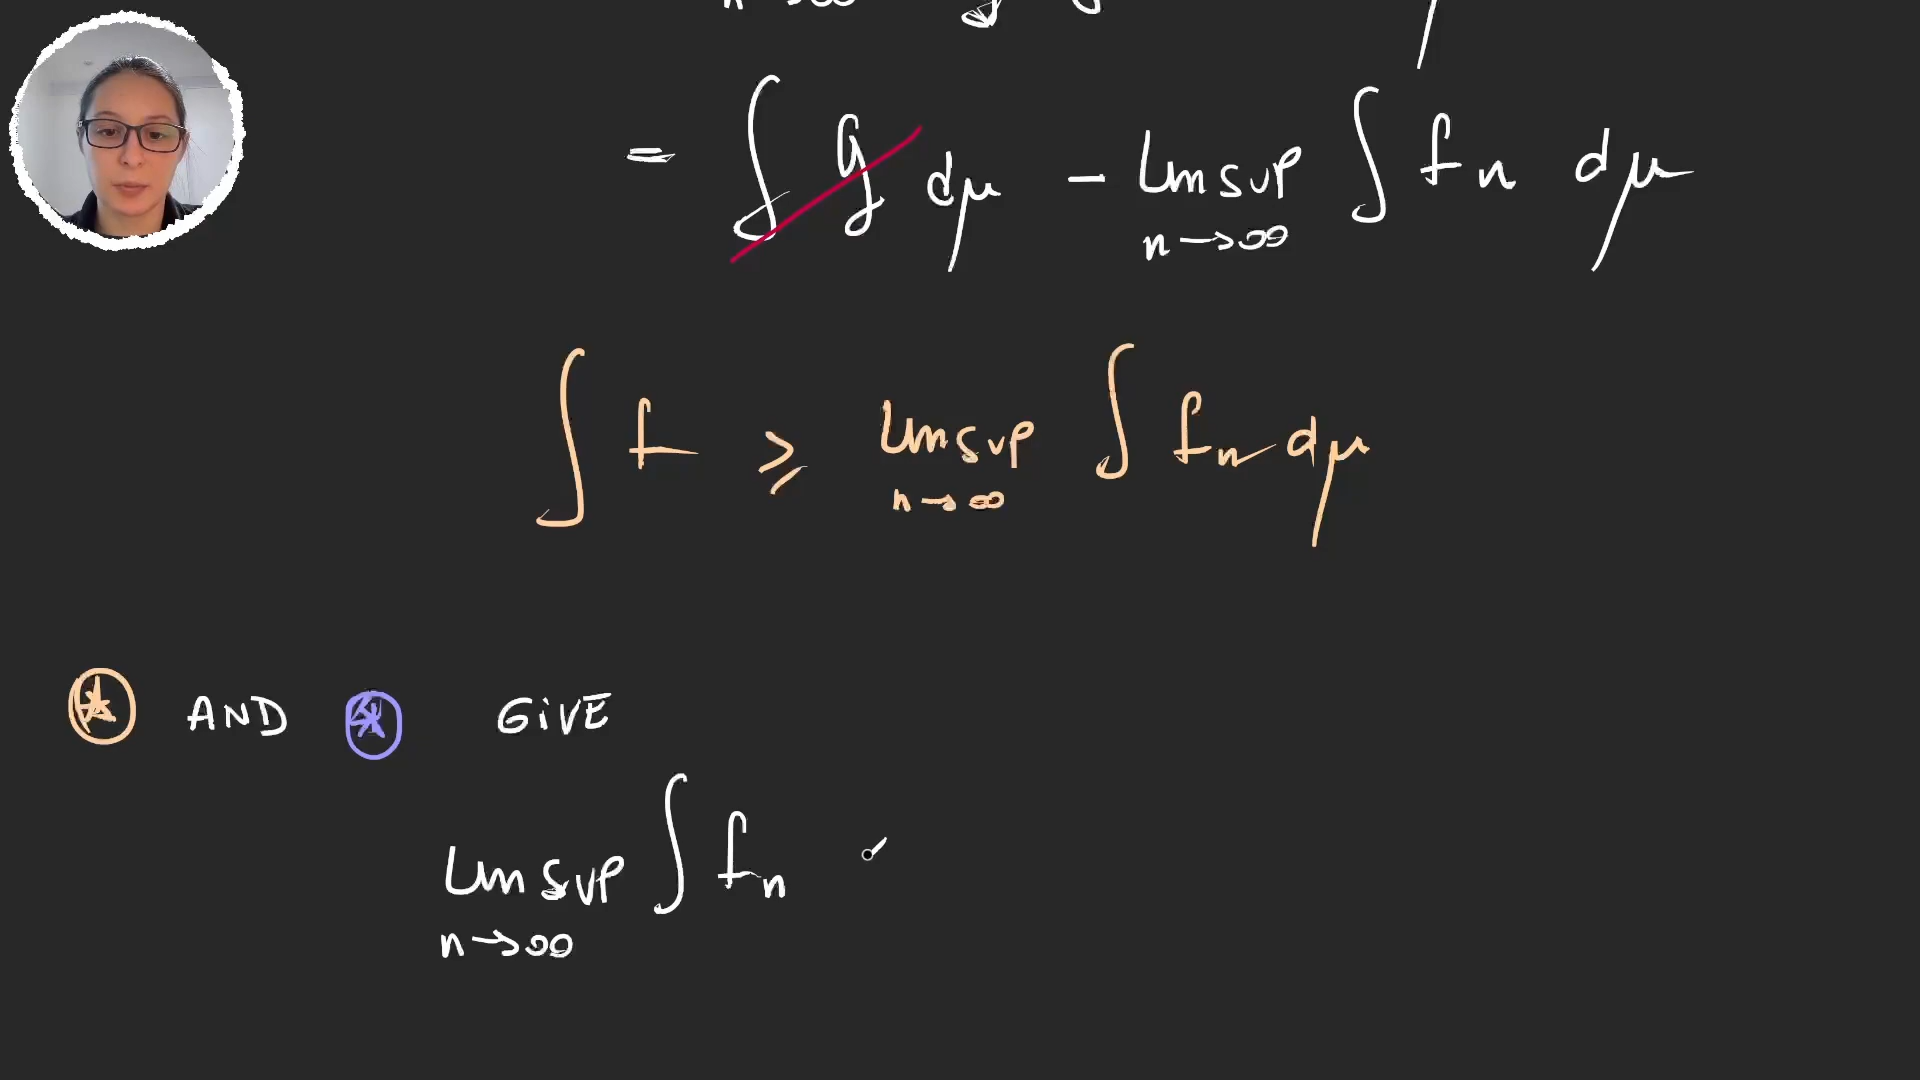 n→∞
= ∫ g dμ − limsup ∫ fn dμ
n→∞
∫ f ⩾ limsup ∫ fn dμ
n→∞
AND GiVE
limsup ∫ fn
n→∞